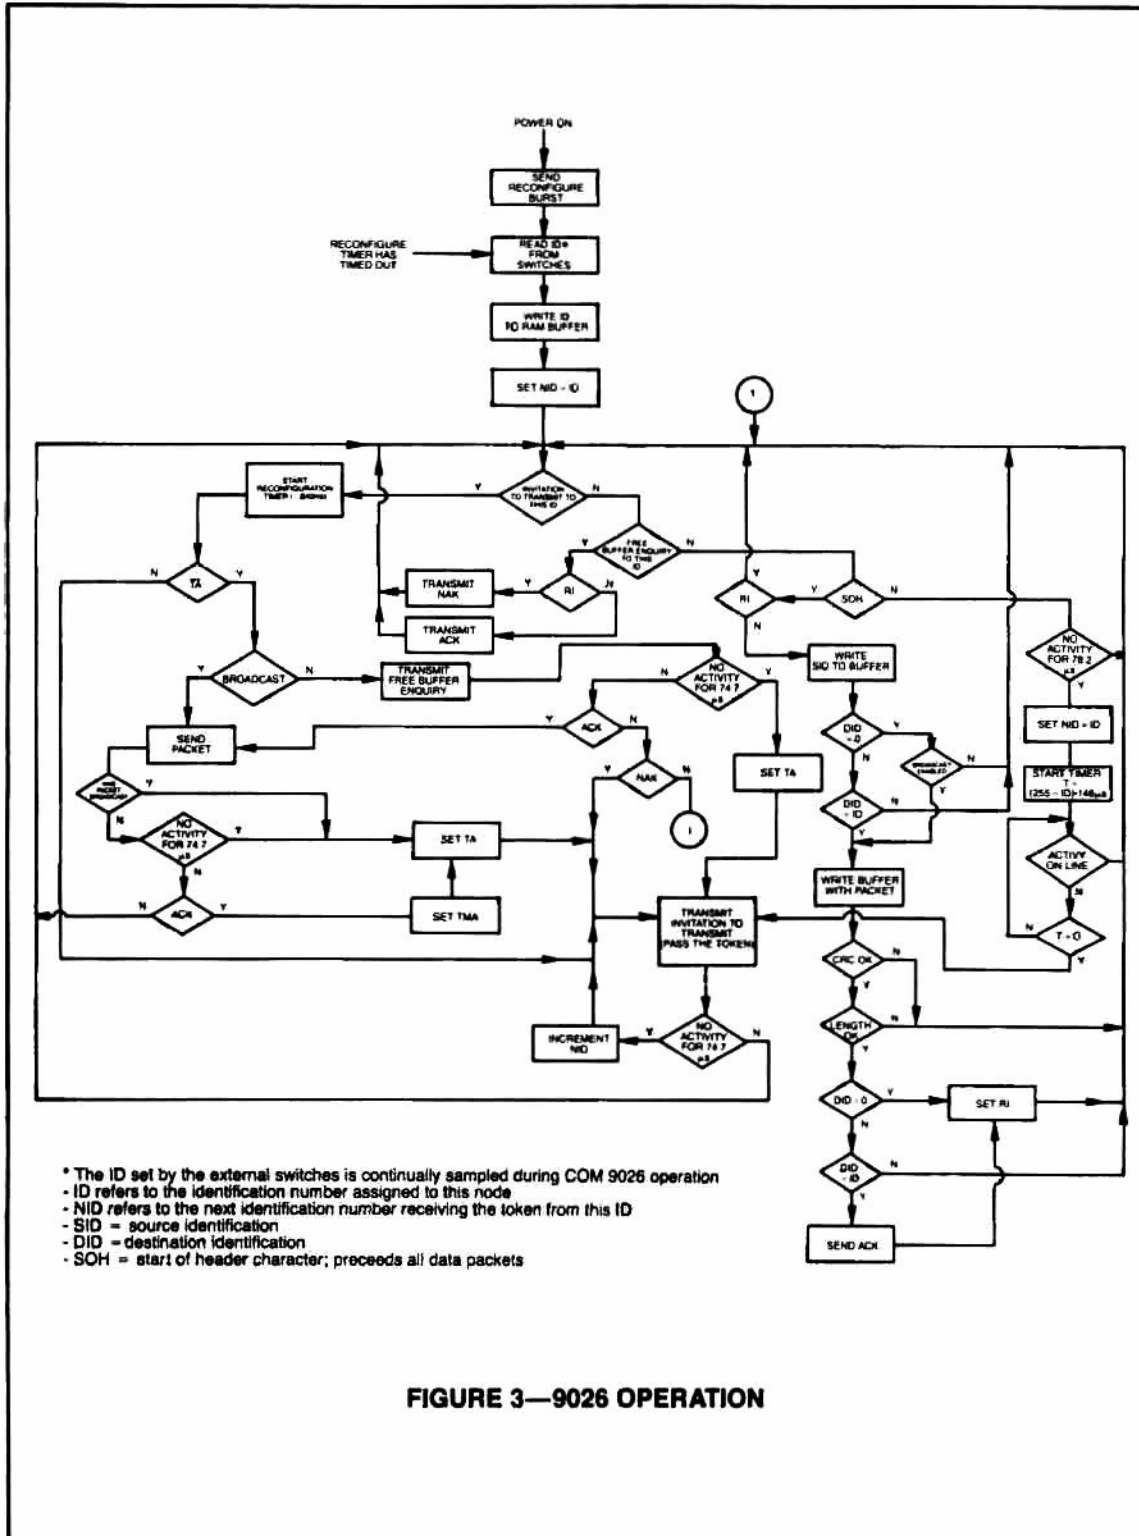 POWER ON
SEND
RECONFIGURE
BURST
RECONFIGURE
TIMER HAS
TIMED OUT
READ ID*
FROM
SWITCHES
WRITE ID
TO RAM BUFFER
SET NID = ID
1
START
RECONFIGURATION
TIMER
Y
INVITATION
TO TRANSMIT TO
THIS ID
N
Y
FREE
BUFFER ENQUIRY
TO THIS
ID
N
N
TA
Y
TRANSMIT
NAK
Y
RI
N
RI
Y
N
Y
SOH
N
TRANSMIT
ACK
Y
BROADCAST
N
TRANSMIT
FREE BUFFER
ENQUIRY
N
NO
ACTIVITY
FOR 74.7
μS
Y
WRITE
SID TO BUFFER
NO
ACTIVITY
FOR 78.2
μS
Y
SEND
PACKET
Y
ACK
N
DID
= 0
Y
N
BROADCAST
ENABLED
N
Y
SET NID = ID
WAS
PACKET
BROADCAST
Y
N
Y
NAK
N
1
SET TA
START TIMER
T =
(255 - ID)×146μs
DID
= ID
N
Y
NO
ACTIVITY
FOR 74.7
μS
Y
N
SET TA
ACTIVY
ON LINE
N
WRITE BUFFER
WITH PACKET
N
ACK
Y
SET TMA
TRANSMIT
INVITATION TO
TRANSMIT
(PASS THE TOKEN)
N
T = 0
Y
CRC OK
N
Y
INCREMENT
NID
Y
NO
ACTIVITY
FOR 74.7
μS
N
LENGTH
OK
N
Y
DID = 0
Y
N
SET RI
DID
= ID
N
Y
SEND ACK
* The ID set by the external switches is continually sampled during COM 9026 operation
- ID refers to the identification number assigned to this node
- NID refers to the next identification number receiving the token from this ID
- SID = source identification
- DID = destination identification
- SOH = start of header character; preceeds all data packets
FIGURE 3—9026 OPERATION